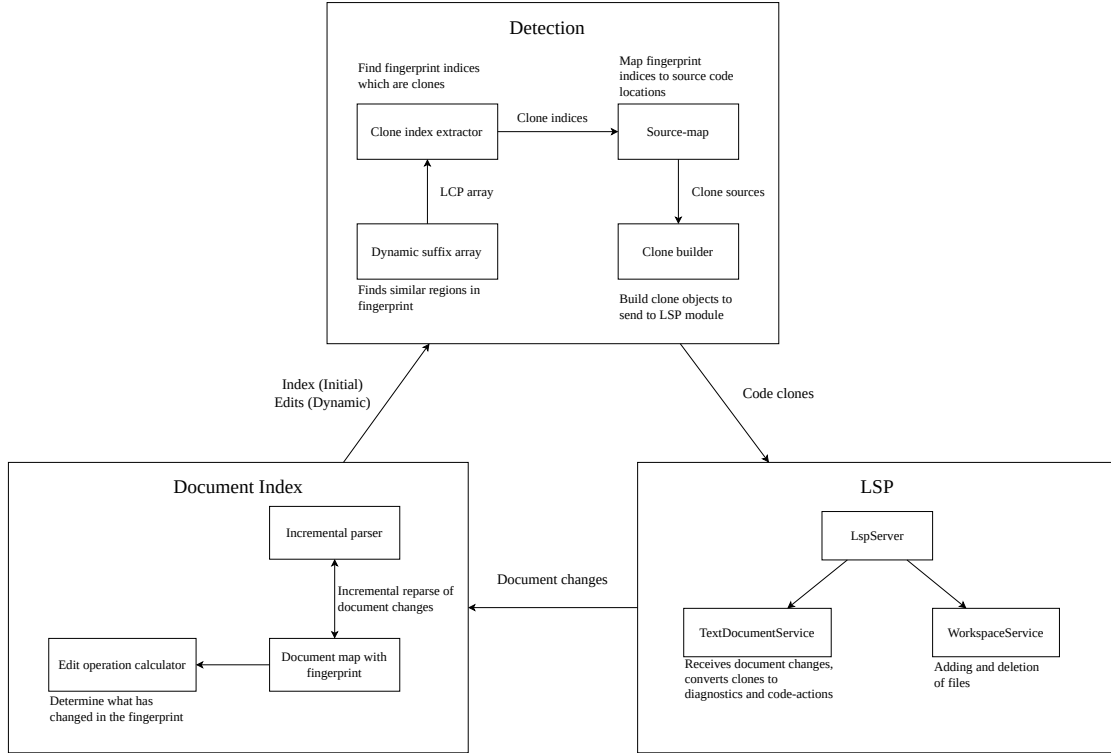 Detection
Find fingerprint indices
which are clones
Map fingerprint
indices to source code
locations
Clone index extractor
Clone indices
Source-map
LCP array
Clone sources
Dynamic suffix array
Clone builder
Finds similar regions in
fingerprint
Build clone objects to
send to LSP module
Index (Initial)
Edits (Dynamic)
Code clones
Document Index
Incremental parser
Incremental reparse of
document changes
Edit operation calculator
Document map with
fingerprint
Determine what has
changed in the fingerprint
Document changes
LSP
LspServer
TextDocumentService
WorkspaceService
Receives document changes,
converts clones to
diagnostics and code-actions
Adding and deletion
of files